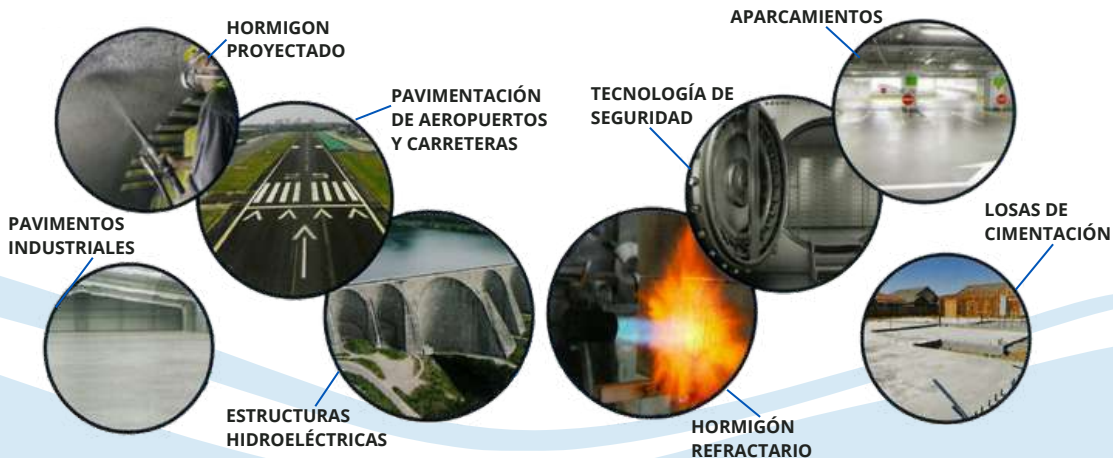 HORMIGON
PROYECTADO
PAVIMENTACIÓN
DE AEROPUERTOS
Y CARRETERAS
PAVIMENTOS
INDUSTRIALES
ESTRUCTURAS
HIDROELÉCTRICAS
APARCAMIENTOS
TECNOLOGÍA DE
SEGURIDAD
LOSAS DE
CIMENTACIÓN
HORMIGÓN
REFRACTARIO